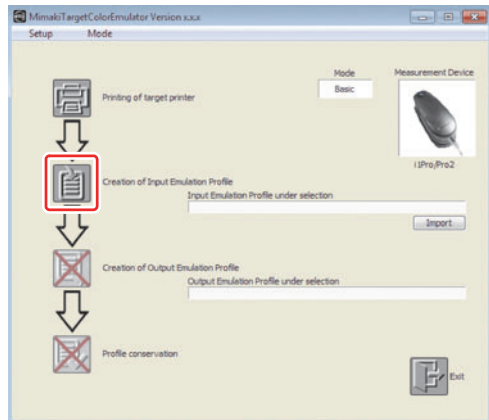 MimakiTargetColorEmulator Version x.x.x
Setup Mode
Mode
Measurement Device
Basic
Printing of target printer
i1Pro/Pro2
Creation of Input Emulation Profile
Input Emulation Profile under selection
Import
Creation of Output Emulation Profile
Output Emulation Profile under selection
Profile conservation
Exit